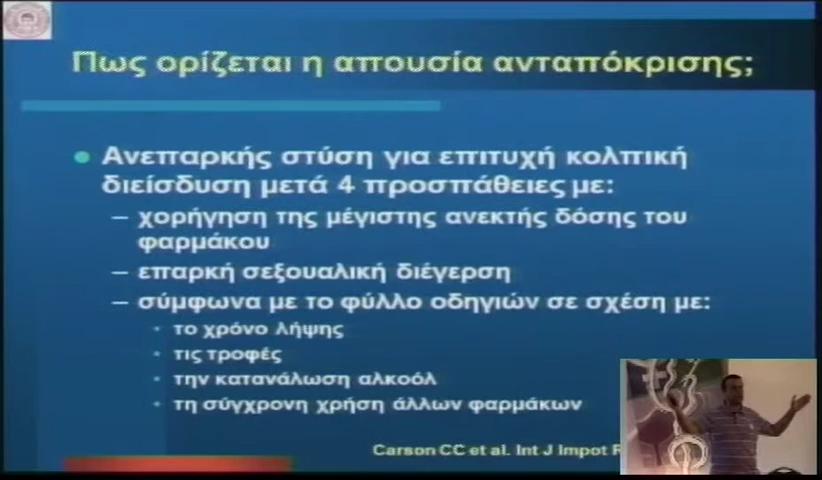 Πως ορίζεται η απουσία ανταπόκρισης;
• Ανεπαρκής στύση για επιτυχή κολπική
διείσδυση μετά 4 προσπάθειες με:
– χορήγηση της μέγιστης ανεκτής δόσης του
φαρμάκου
– επαρκή σεξουαλική διέγερση
– σύμφωνα με το φύλλο οδηγιών σε σχέση με:
• το χρόνο λήψης
• τις τροφές
• την κατανάλωση αλκοόλ
• τη σύγχρονη χρήση άλλων φαρμάκων
Carson CC et al. Int J Impot